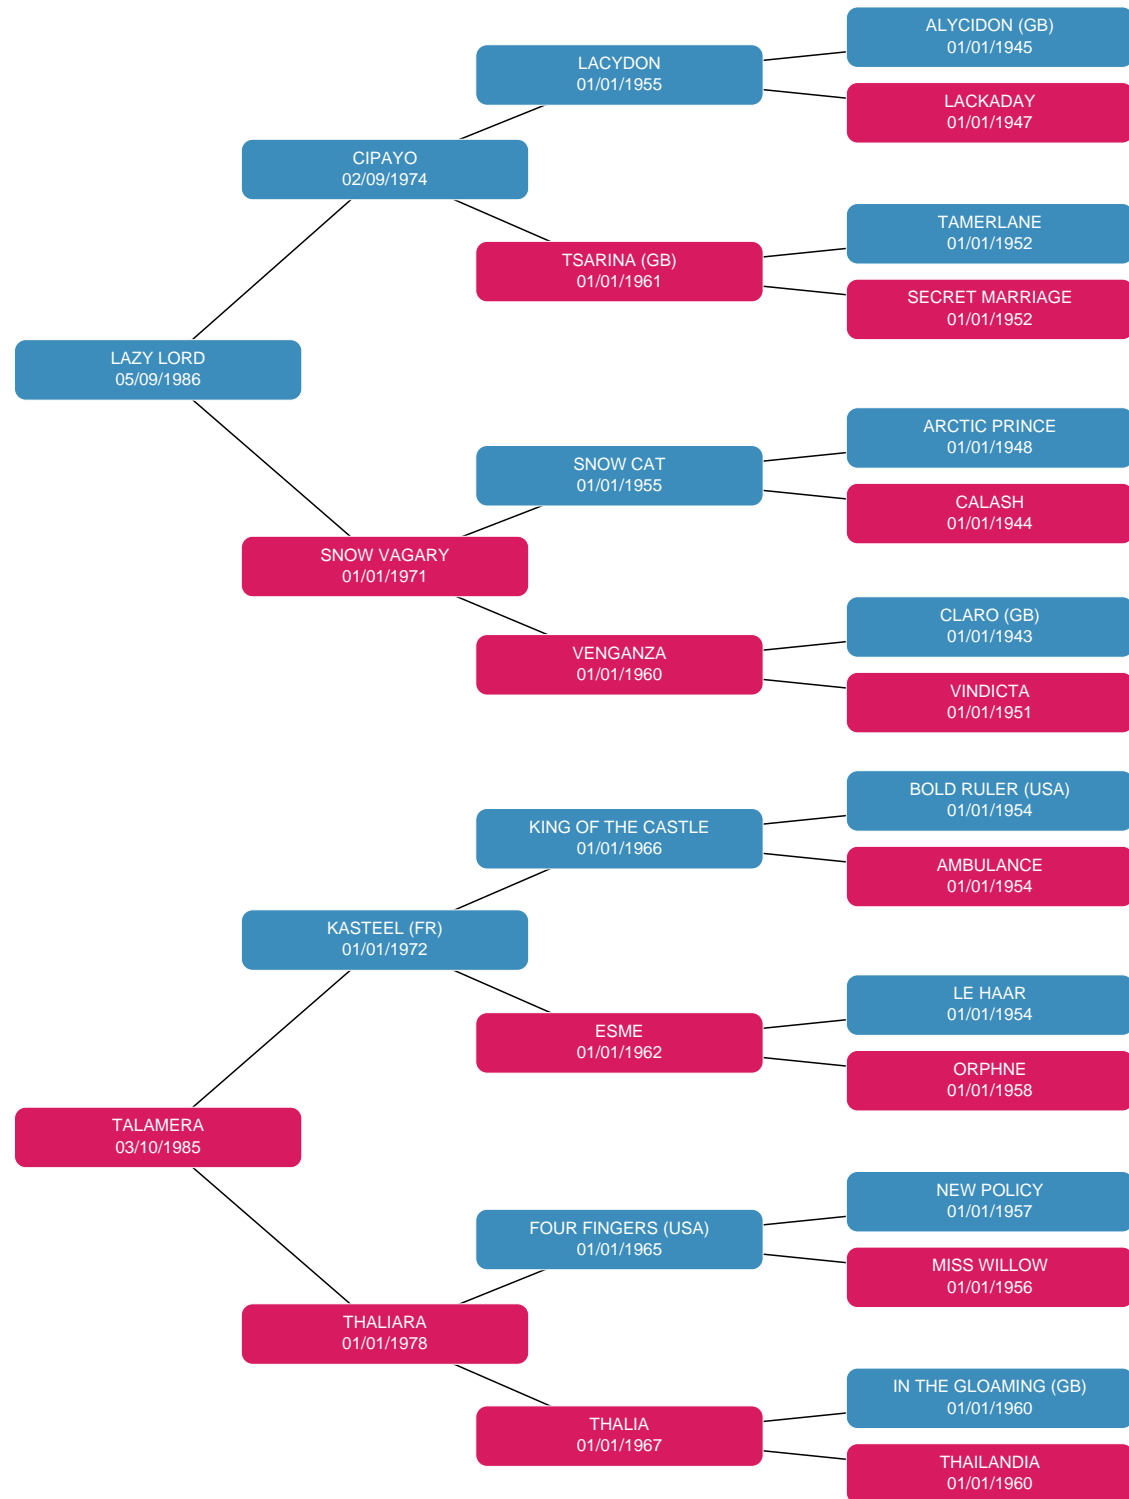 ALYCIDON (GB)
01/01/1945
LACYDON
01/01/1955
LACKADAY
01/01/1947
CIPAYO
02/09/1974
TAMERLANE
01/01/1952
TSARINA (GB)
01/01/1961
SECRET MARRIAGE
01/01/1952
LAZY LORD
05/09/1986
ARCTIC PRINCE
01/01/1948
SNOW CAT
01/01/1955
CALASH
01/01/1944
SNOW VAGARY
01/01/1971
CLARO (GB)
01/01/1943
VENGANZA
01/01/1960
VINDICTA
01/01/1951
BOLD RULER (USA)
01/01/1954
KING OF THE CASTLE
01/01/1966
AMBULANCE
01/01/1954
KASTEEL (FR)
01/01/1972
LE HAAR
01/01/1954
ESME
01/01/1962
ORPHNE
01/01/1958
TALAMERA
03/10/1985
NEW POLICY
01/01/1957
FOUR FINGERS (USA)
01/01/1965
MISS WILLOW
01/01/1956
THALIARA
01/01/1978
IN THE GLOAMING (GB)
01/01/1960
THALIA
01/01/1967
THAILANDIA
01/01/1960